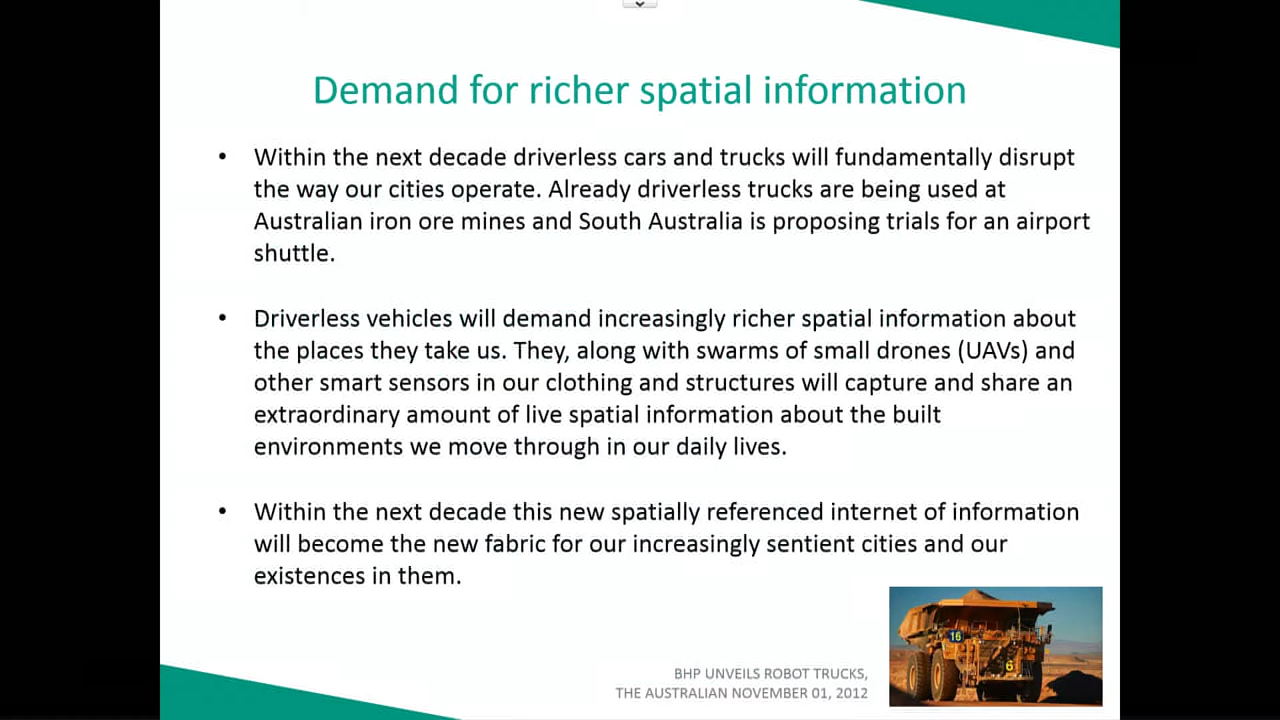 Demand for richer spatial information
• Within the next decade driverless cars and trucks will fundamentally disrupt
the way our cities operate. Already driverless trucks are being used at
Australian iron ore mines and South Australia is proposing trials for an airport
shuttle.
• Driverless vehicles will demand increasingly richer spatial information about
the places they take us. They, along with swarms of small drones (UAVs) and
other smart sensors in our clothing and structures will capture and share an
extraordinary amount of live spatial information about the built
environments we move through in our daily lives.
• Within the next decade this new spatially referenced internet of information
will become the new fabric for our increasingly sentient cities and our
existences in them.
16
6
BHP UNVEILS ROBOT TRUCKS,
THE AUSTRALIAN NOVEMBER 01, 2012